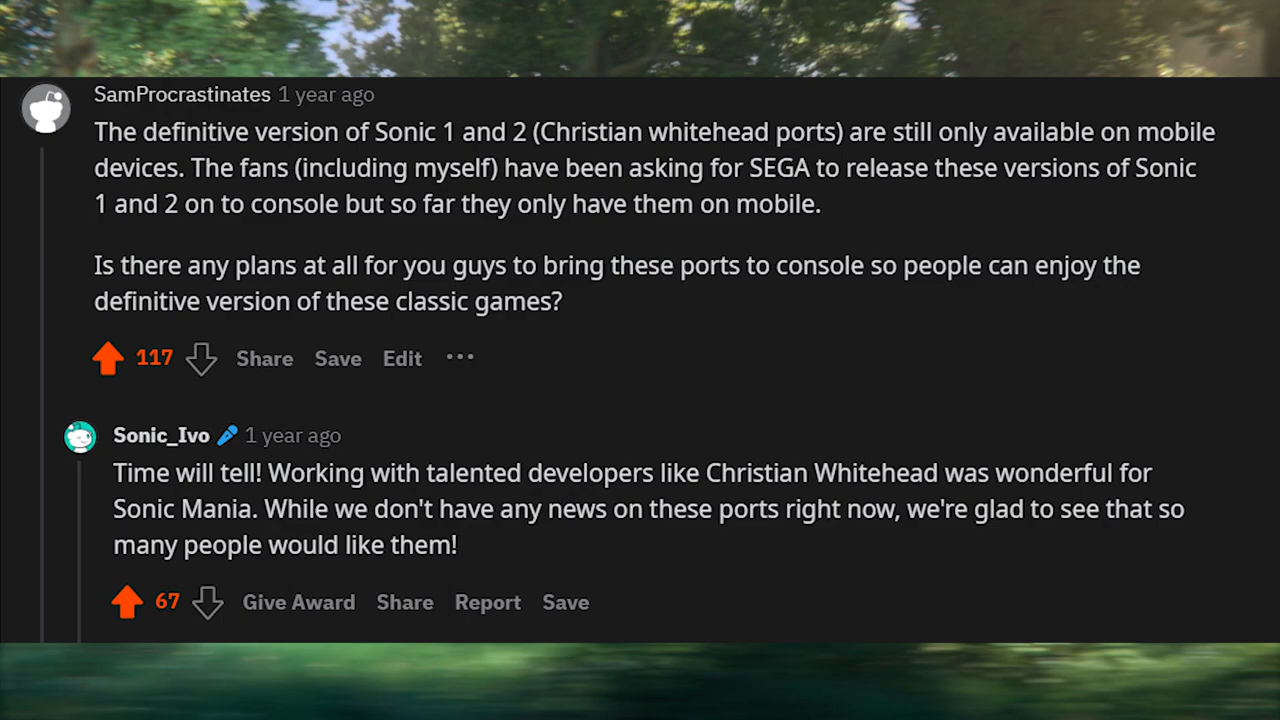 SamProcrastinates 1 year ago
The definitive version of Sonic 1 and 2 (Christian whitehead ports) are still only available on mobile
devices. The fans (including myself) have been asking for SEGA to release these versions of Sonic
1 and 2 on to console but so far they only have them on mobile.
Is there any plans at all for you guys to bring these ports to console so people can enjoy the
definitive version of these classic games?
117 Share Save Edit •••
Sonic_Ivo 1 year ago
Time will tell! Working with talented developers like Christian Whitehead was wonderful for
Sonic Mania. While we don't have any news on these ports right now, we're glad to see that so
many people would like them!
67 Give Award Share Report Save